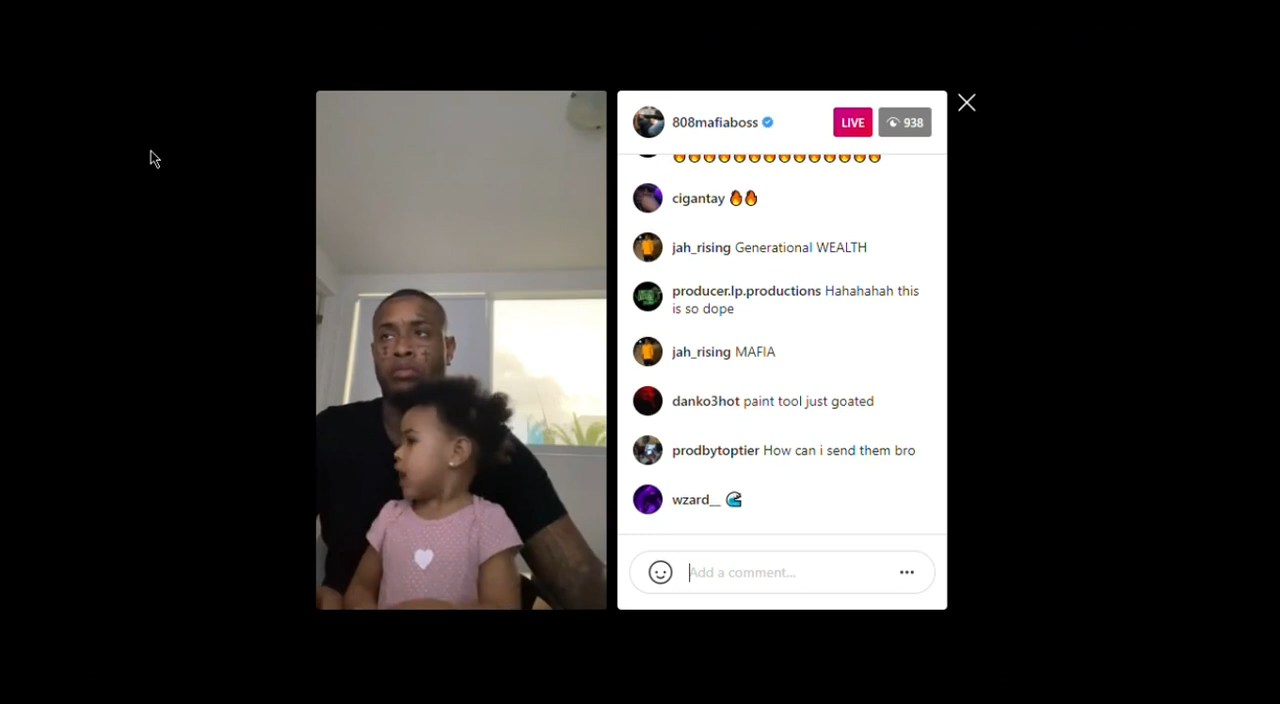 808mafiaboss
LIVE
938
🔥🔥🔥🔥🔥🔥🔥🔥🔥🔥🔥🔥🔥🔥
cigantay 🔥🔥
jah_rising Generational WEALTH
producer.lp.productions Hahahahah this
is so dope
jah_rising MAFIA
danko3hot paint tool just goated
prodbytoptier How can i send them bro
wzard__ 🌊
Add a comment...